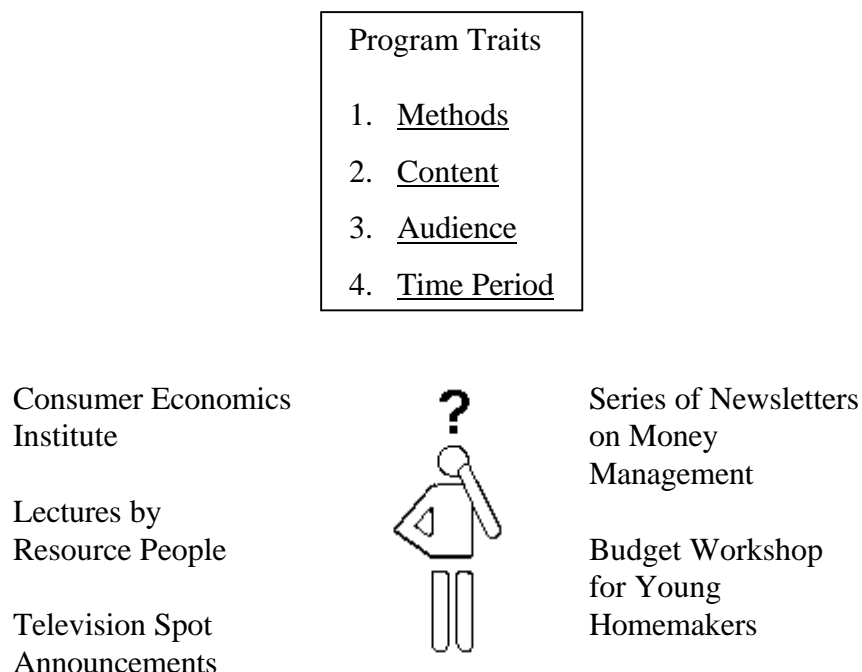 Program Traits
1. Methods
2. Content
3. Audience
4. Time Period
Consumer Economics
Institute
Lectures by
Resource People
Television Spot
Announcements
?
Series of Newsletters
on Money
Management
Budget Workshop
for Young
Homemakers